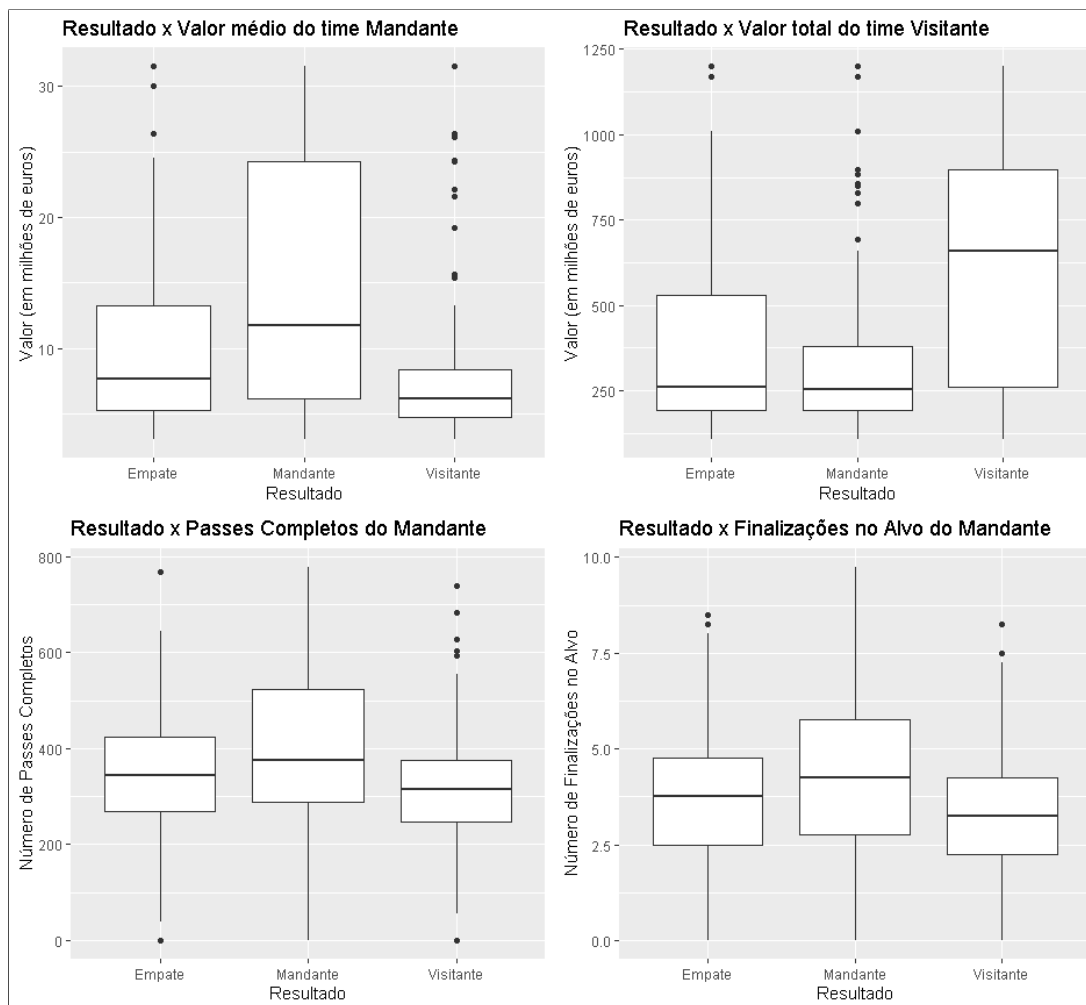 Resultado x Valor médio do time Mandante
Valor (em milhões de euros)
30
20
10
Empate
Mandante
Visitante
Resultado
Resultado x Valor total do time Visitante
Valor (em milhões de euros)
1250
1000
750
500
250
Empate
Mandante
Visitante
Resultado
Resultado x Passes Completos do Mandante
Número de Passes Completos
800
600
400
200
0
Empate
Mandante
Visitante
Resultado
Resultado x Finalizações no Alvo do Mandante
Número de Finalizações no Alvo
10.0
7.5
5.0
2.5
0.0
Empate
Mandante
Visitante
Resultado